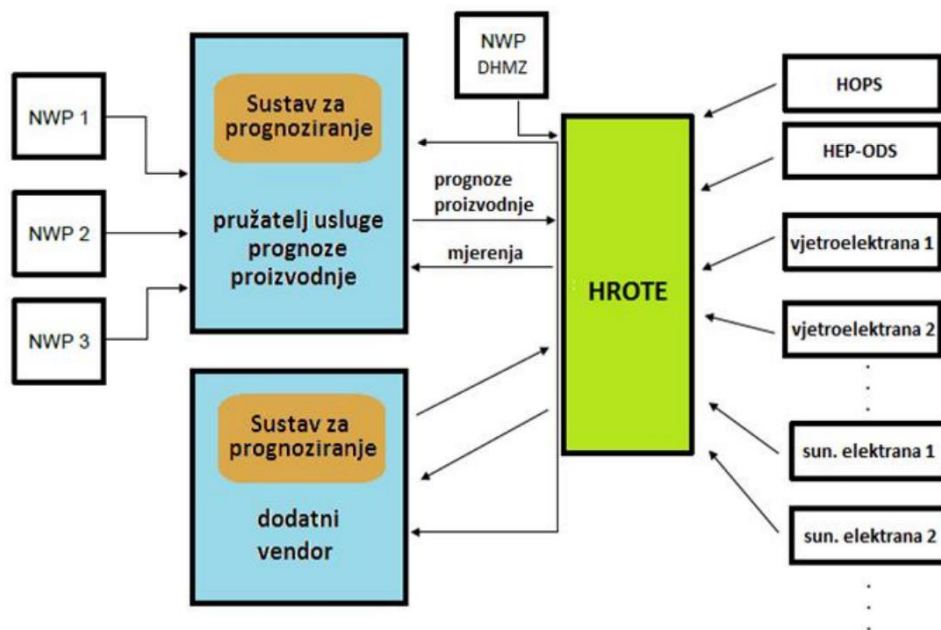 NWP 1
NWP 2
NWP 3
Sustav za
prognoziranje
pružatelj usluge
prognoze
proizvodnje
Sustav za
prognoziranje
dodatni
vendor
NWP
DHMZ
prognoze
proizvodnje
mjerenja
HROTE
HOPS
HEP-ODS
vjetroelektrana 1
vjetroelektrana 2
sun. elektrana 1
sun. elektrana 2